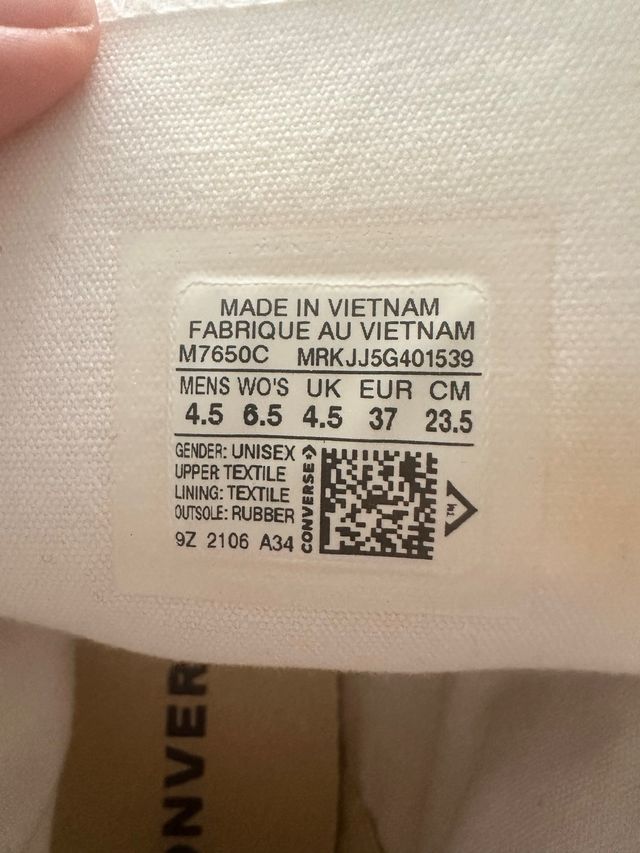 MADE IN VIETNAM
FABRIQUE AU VIETNAM
M7650C MRKJJ5G401539
MENS WO'S UK EUR CM
4.5 6.5 4.5 37 23.5
GENDER: UNISEX
UPPER: TEXTILE
LINING: TEXTILE
OUTSOLE: RUBBER
9Z 2106 A34
CONVERSE
ONVER